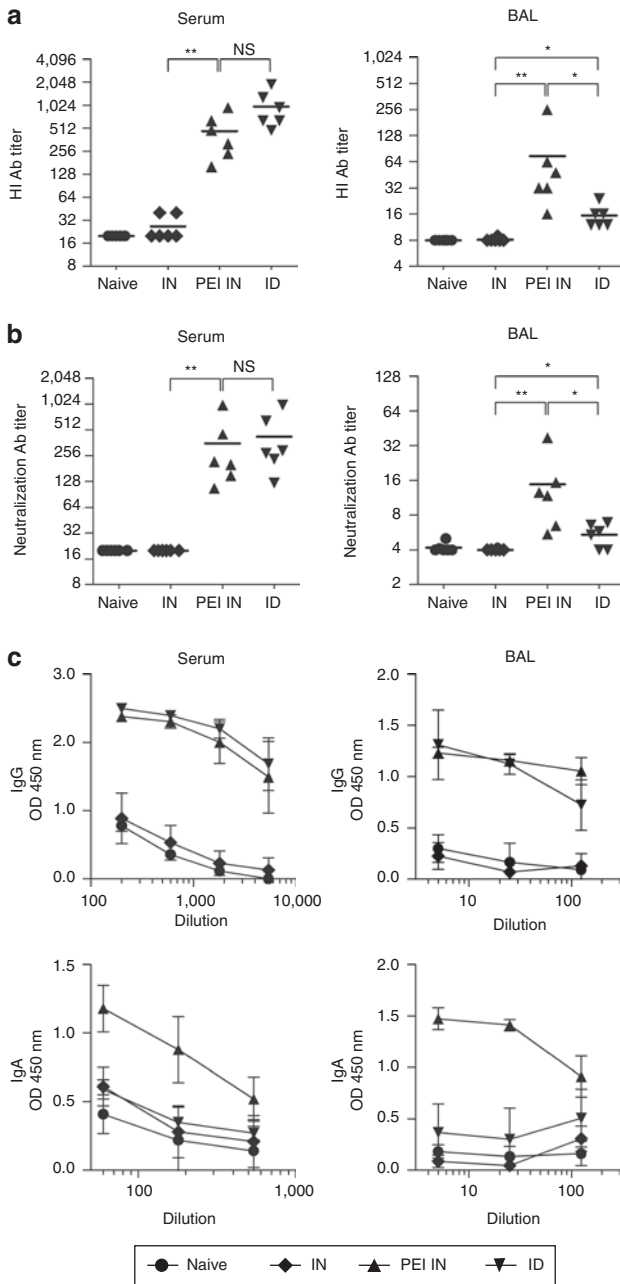 a
Serum
BAL
4,096
2,048
1,024
512
256
128
64
32
16
8
HI Ab titer
** NS
Naive IN PEI IN ID
1,024
512
256
128
64
32
16
8
4
HI Ab titer
*
** *
Naive IN PEI IN ID
b
Serum
BAL
2,048
1,024
512
256
128
64
32
16
8
Neutralization Ab titer
** NS
Naive IN PEI IN ID
128
64
32
16
8
4
2
Neutralization Ab titer
*
** *
Naive IN PEI IN ID
c
Serum
BAL
3.0
2.0
1.0
0.0
IgG
OD 450 nm
100 1,000 10,000
Dilution
2.0
1.5
1.0
0.5
0.0
IgG
OD 450 nm
10 100
Dilution
1.5
1.0
0.5
0.0
IgA
OD 450 nm
100 1,000
Dilution
2.0
1.5
1.0
0.5
0.0
IgA
OD 450 nm
10 100
Dilution
Naive IN PEI IN ID